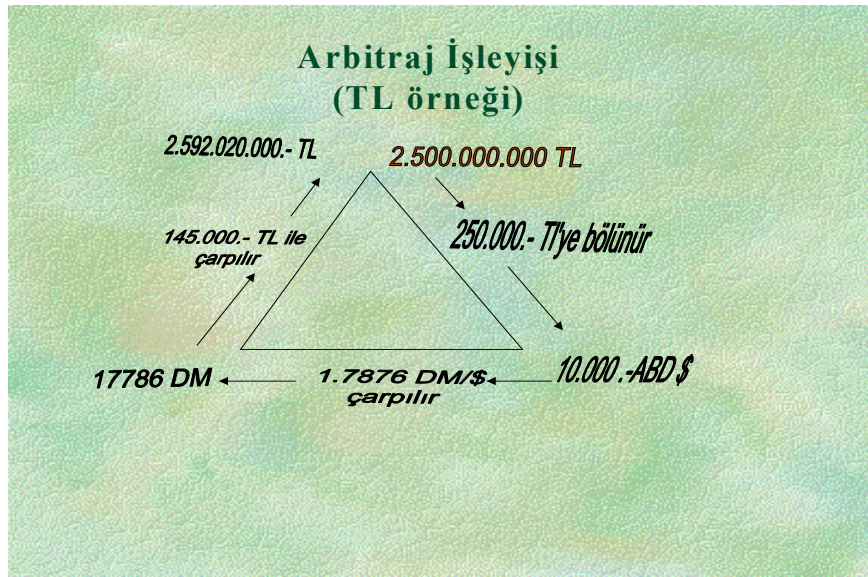 Arbitraj İşleyişi
(TL örneği)
2.592.020.000.- TL
2.500.000.000 TL
145.000.- TL ile
çarpılır
250.000.- Tl'ye bölünür
17786 DM
1.7876 DM/$
çarpılır
10.000.-ABD $